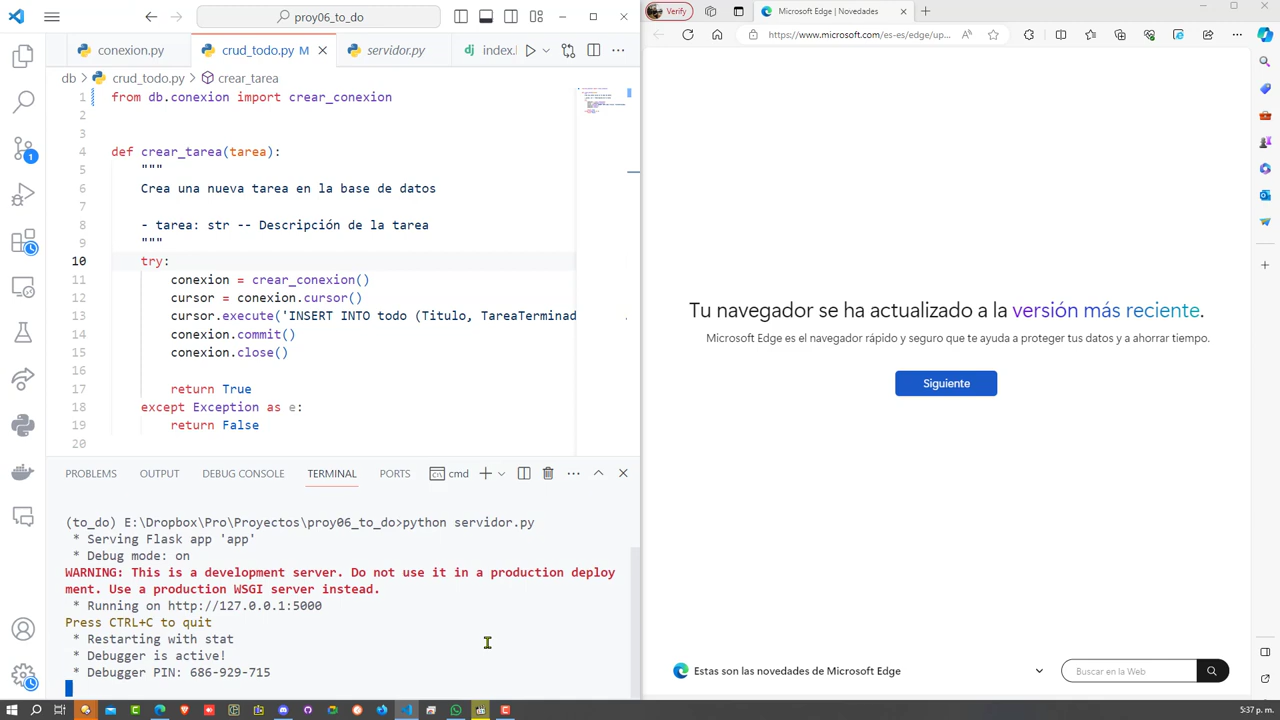 proy06_to_do
conexion.py
crud_todo.py M
servidor.py
index.
db > crud_todo.py > crear_tarea
1 from db.conexion import crear_conexion
2
3
4 def crear_tarea(tarea):
5 """
6 Crea una nueva tarea en la base de datos
7
8 - tarea: str -- Descripción de la tarea
9 """
10 try:
11 conexion = crear_conexion()
12 cursor = conexion.cursor()
13 cursor.execute('INSERT INTO todo (Titulo, TareaTerminad
14 conexion.commit()
15 conexion.close()
16
17 return True
18 except Exception as e:
19 return False
20
1
PROBLEMS OUTPUT DEBUG CONSOLE TERMINAL PORTS cmd
(to_do) E:\Dropbox\Pro\Proyectos\proy06_to_do>python servidor.py
* Serving Flask app 'app'
* Debug mode: on
WARNING: This is a development server. Do not use it in a production deploy
ment. Use a production WSGI server instead.
* Running on http://127.0.0.1:5000
Press CTRL+C to quit
* Restarting with stat
* Debugger is active!
* Debugger PIN: 686-929-715
Verify
Microsoft Edge | Novedades
https://www.microsoft.com/es-es/edge/up...
Tu navegador se ha actualizado a la versión más reciente.
Microsoft Edge es el navegador rápido y seguro que te ayuda a proteger tus datos y a ahorrar tiempo.
Siguiente
Estas son las novedades de Microsoft Edge
Buscar en la Web
5:37 p. m.